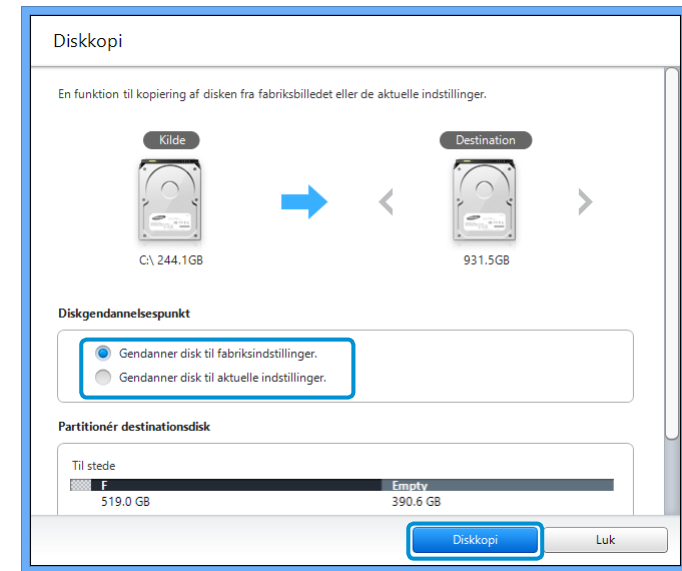 Diskkopi
En funktion til kopiering af disken fra fabriksbilledet eller de aktuelle indstillinger.
Kilde
Destination
C:\ 244.1GB
931.5GB
Diskgendannelsespunkt
Gendanner disk til fabriksindstillinger.
Gendanner disk til aktuelle indstillinger.
Partitionér destinationsdisk
Til stede
F Empty
519.0 GB 390.6 GB
Diskkopi Luk